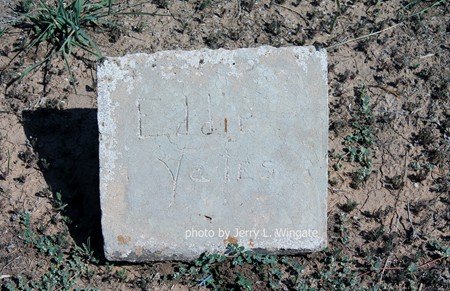 Eddie
Yates
photo by Jerry L. Wingate